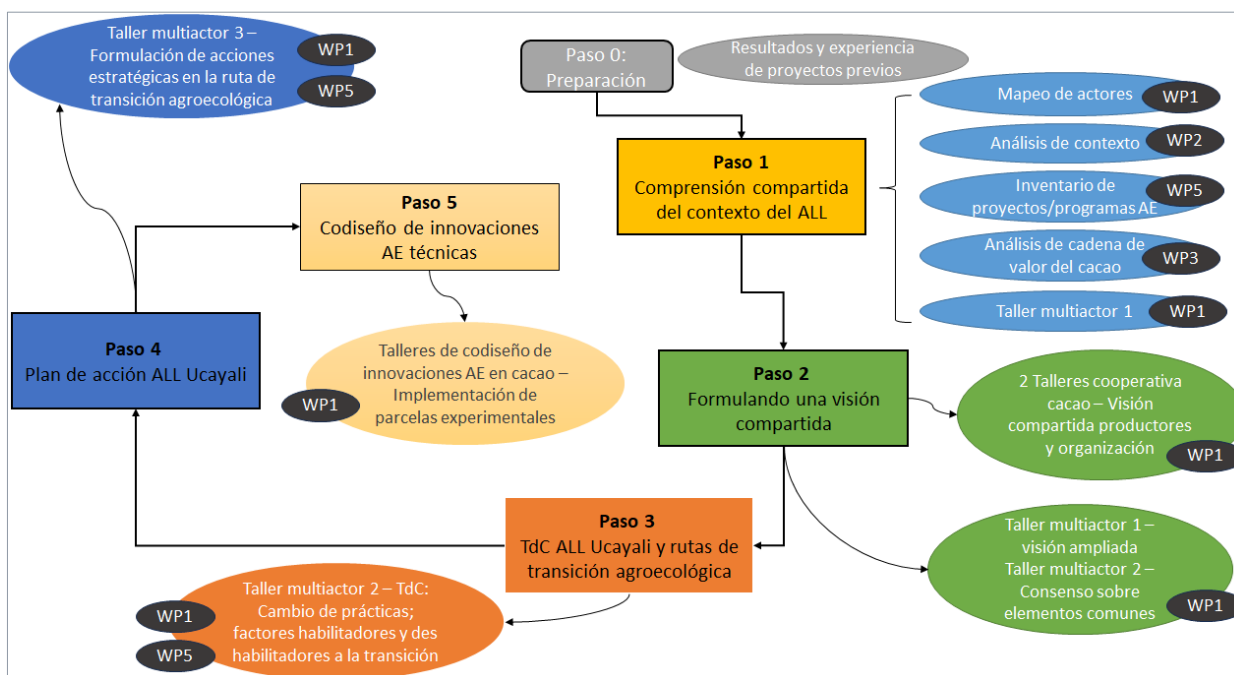 Taller multiactor 3 –
Formulación de acciones
estratégicas en la ruta de
transición agroecológica
WP1
WP5
Paso 0:
Preparación
Resultados y experiencia
de proyectos previos
Mapeo de actores
WP1
Análisis de contexto
WP2
Inventario de
proyectos/programas AE
WP5
Análisis de cadena de
valor del cacao
WP3
Taller multiactor 1
WP1
Paso 1
Comprensión compartida
del contexto del ALL
Paso 5
Codiseño de innovaciones
AE técnicas
Paso 4
Plan de acción ALL Ucayali
Talleres de codiseño de
innovaciones AE en cacao –
Implementación de
parcelas experimentales
WP1
Paso 2
Formulando una visión
compartida
2 Talleres cooperativa
cacao – Visión
compartida productores
y organización
WP1
Paso 3
TdC ALL Ucayali y rutas de
transición agroecológica
Taller multiactor 1 –
visión ampliada
Taller multiactor 2 –
Consenso sobre
elementos comunes
WP1
Taller multiactor 2 – TdC:
Cambio de prácticas;
factores habilitadores y des
habilitadores a la transición
WP1
WP5